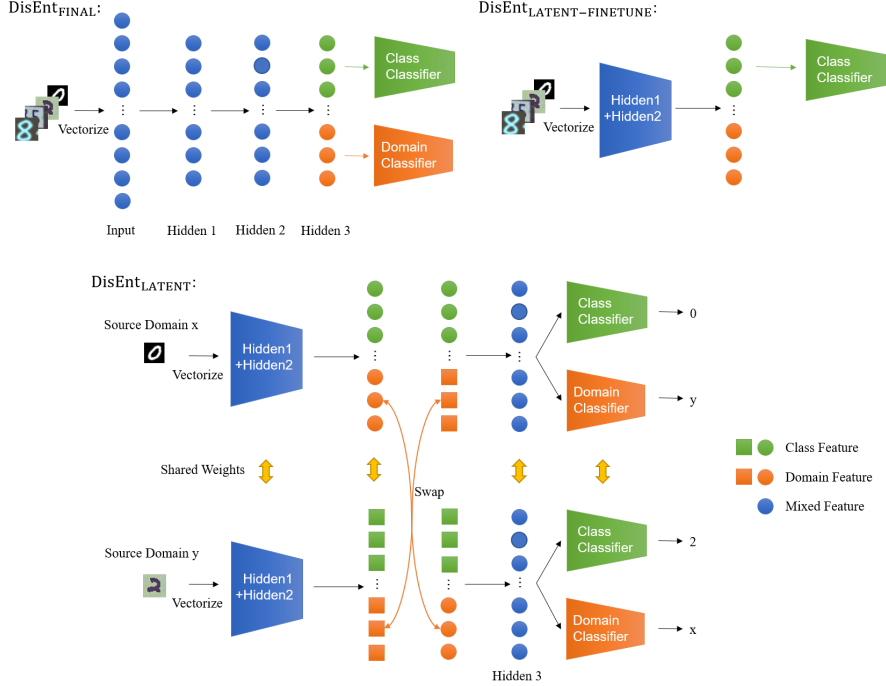 DisEnt_FINAL:
DisEnt_LATENT−FINETUNE:
Class
Classifier
Vectorize
Domain
Classifier
Input
Hidden 1
Hidden 2
Hidden 3
Vectorize
Hidden1
+Hidden2
Class
Classifier
DisEnt_LATENT:
Source Domain x
Vectorize
Hidden1
+Hidden2
Class
Classifier
0
Domain
Classifier
y
Shared Weights
Swap
Source Domain y
Vectorize
Hidden1
+Hidden2
Class
Classifier
2
Domain
Classifier
x
Hidden 3
Class Feature
Domain Feature
Mixed Feature